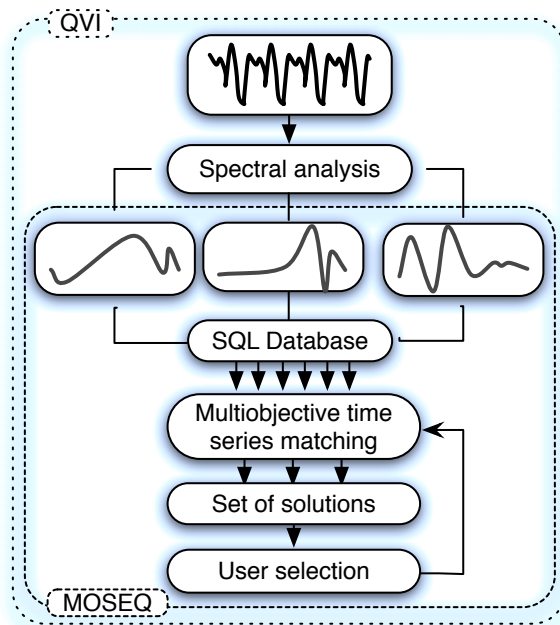 QVI
Spectral analysis
SQL Database
Multiobjective time
series matching
Set of solutions
User selection
MOSEQ